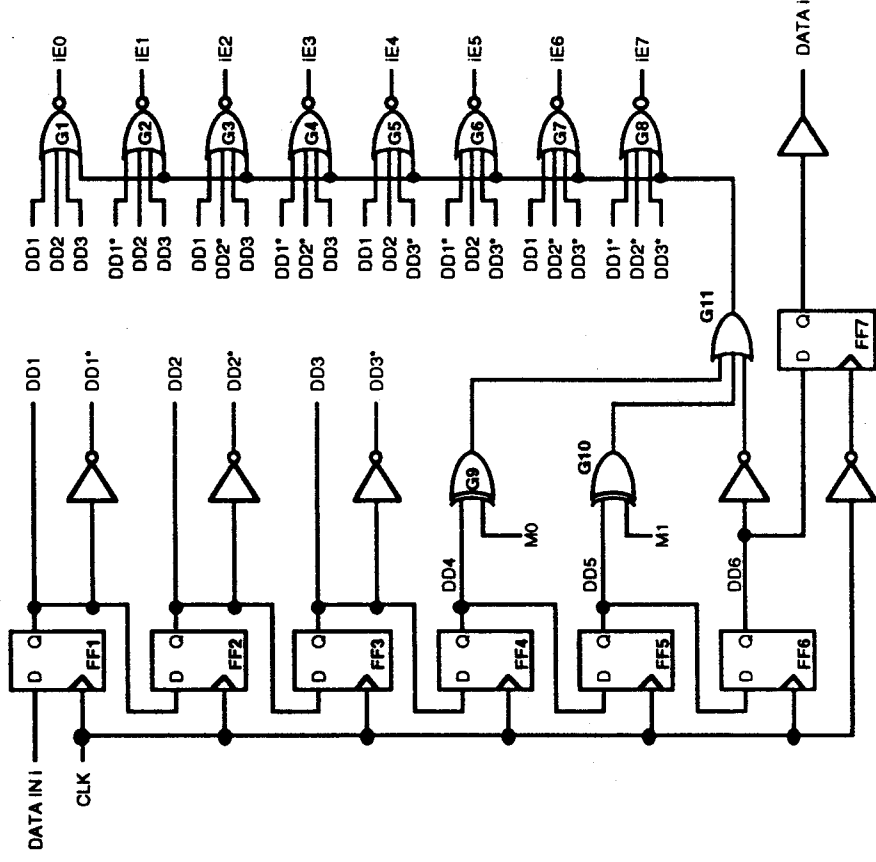 DATA IN i
CLK
D
Q
FF1
DD1
DD1*
D
Q
FF2
DD2
DD2*
D
Q
FF3
DD3
DD3*
D
Q
FF4
DD4
G9
M0
D
Q
FF5
DD5
G10
M1
D
Q
FF6
DD6
G11
D
Q
FF7
DATA i
DD1
DD2
DD3
G1
iE0
DD1*
DD2
DD3
G2
iE1
DD1
DD2*
DD3
G3
iE2
DD1*
DD2*
DD3
G4
iE3
DD1
DD2
DD3*
G5
iE4
DD1*
DD2
DD3*
G6
iE5
DD1
DD2*
DD3*
G7
iE6
DD1*
DD2*
DD3*
G8
iE7